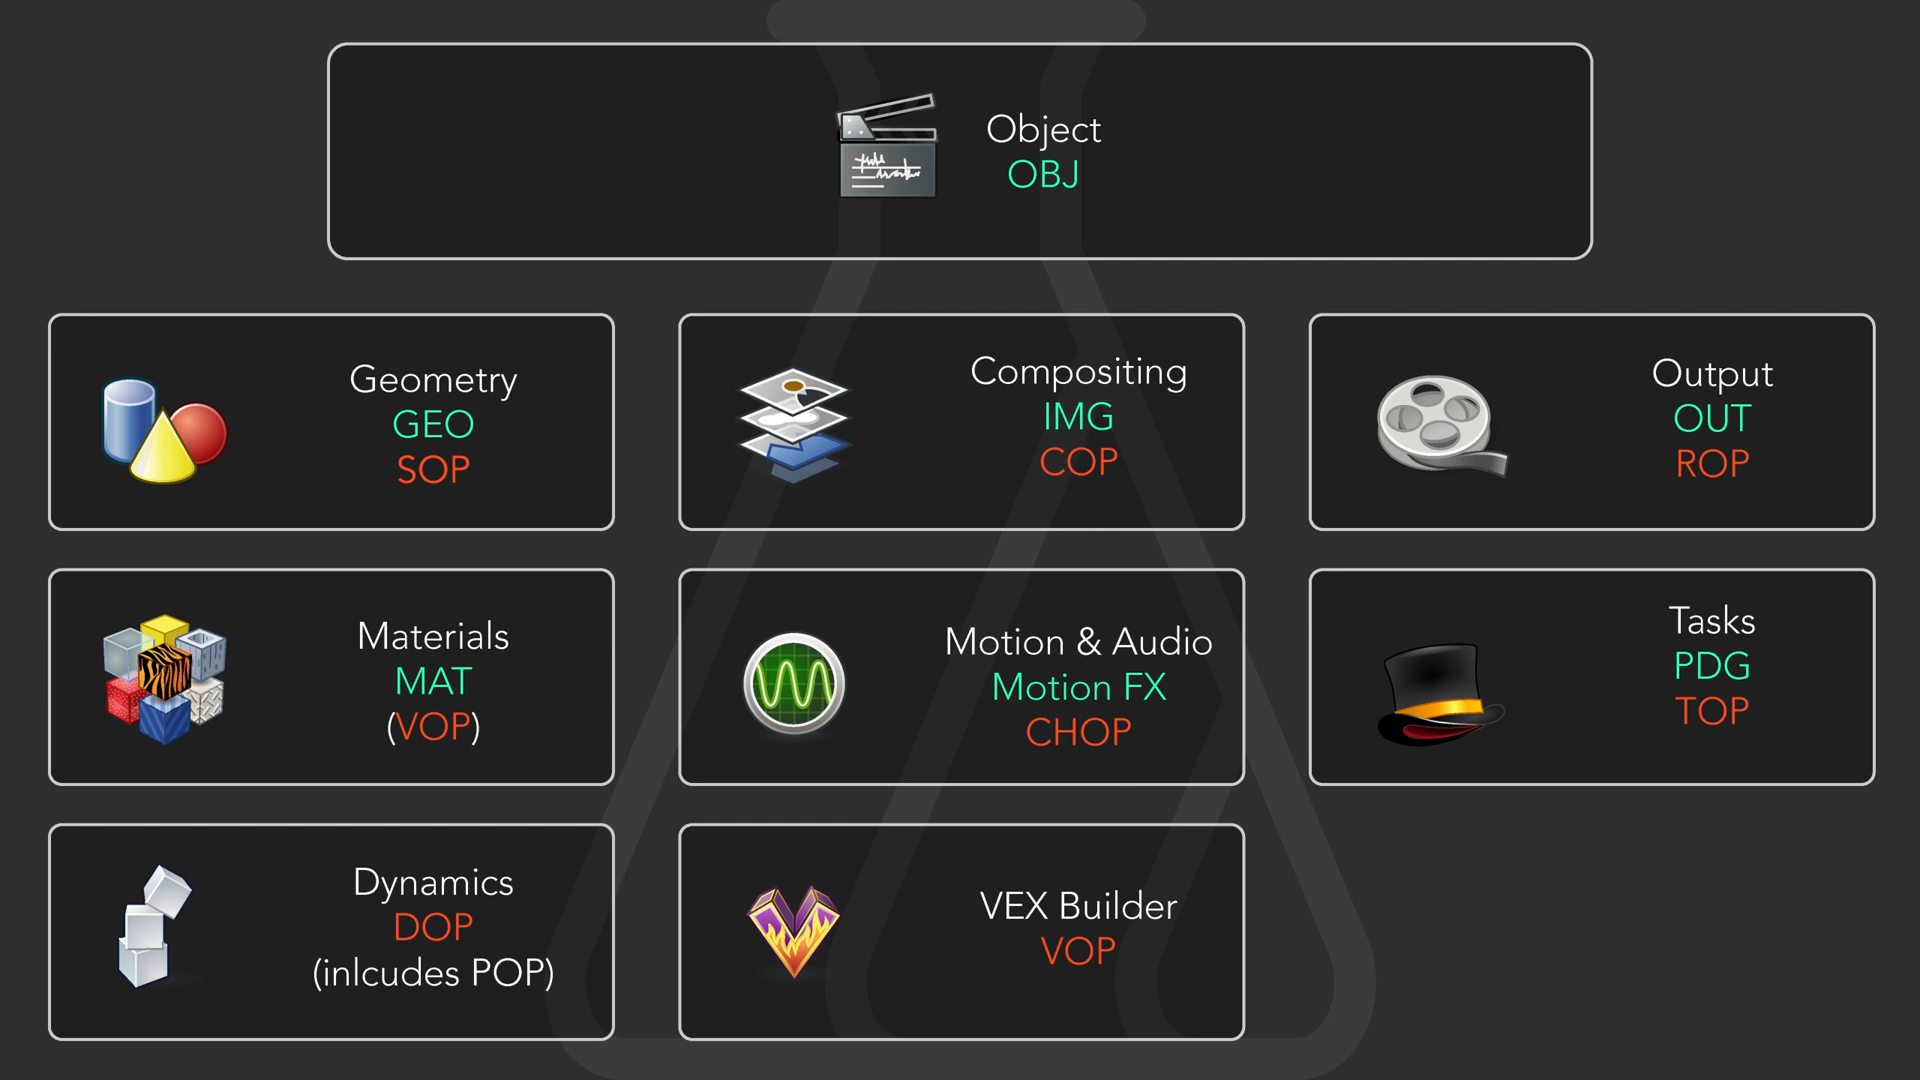 Object
OBJ
Geometry
GEO
SOP
Compositing
IMG
COP
Output
OUT
ROP
Materials
MAT
(VOP)
Motion & Audio
Motion FX
CHOP
Tasks
PDG
TOP
Dynamics
DOP
(inlcudes POP)
VEX Builder
VOP